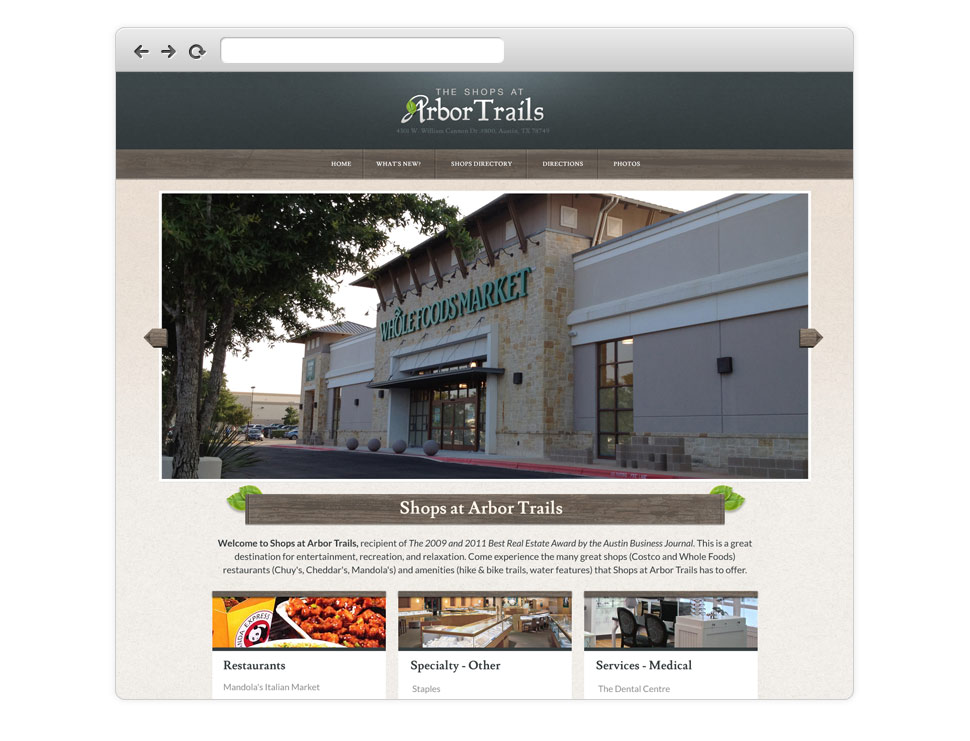 THE SHOPS AT
Arbor Trails
4301 W. William Cannon Dr. #800, Austin, TX 78749
HOME WHAT'S NEW? SHOPS DIRECTORY DIRECTIONS PHOTOS
WHOLE FOODS MARKET
Shops at Arbor Trails
Welcome to Shops at Arbor Trails, recipient of The 2009 and 2011 Best Real Estate Award by the Austin Business Journal. This is a great
destination for entertainment, recreation, and relaxation. Come experience the many great shops (Costco and Whole Foods)
restaurants (Chuy's, Cheddar's, Mandola's) and amenities (hike & bike trails, water features) that Shops at Arbor Trails has to offer.
NDA EXPRESS
Restaurants Specialty - Other Services - Medical
Mandola's Italian Market Staples The Dental Centre